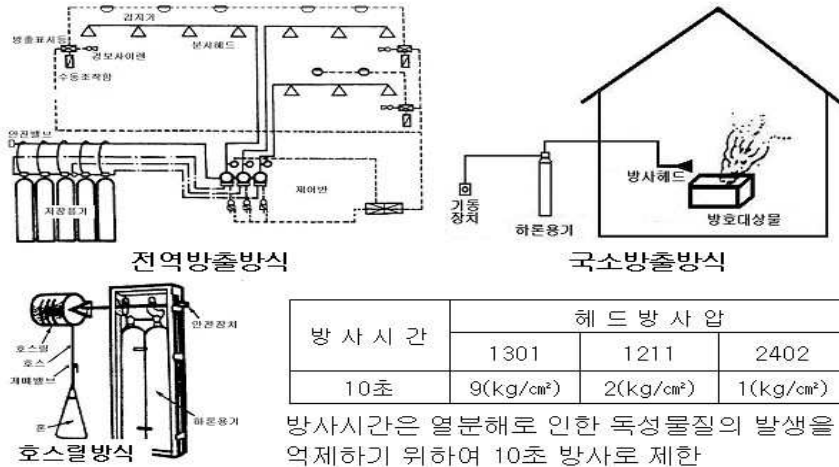 감지기
방출표시등
경보사이렌
분사헤드
수동조작함
안전밸브
저장용기
제어반
전역방출방식
기동
장치
하론용기
방사헤드
방호대상물
국소방출방식
호스릴
호스
개폐밸브
혼
안전장치
하론용기
호스릴방식
방 사 시 간
헤 드 방 사 압
1301 1211 2402
10초 9(kg/㎠) 2(kg/㎠) 1(kg/㎠)
방사시간은 열분해로 인한 독성물질의 발생을
억제하기 위하여 10초 방사로 제한